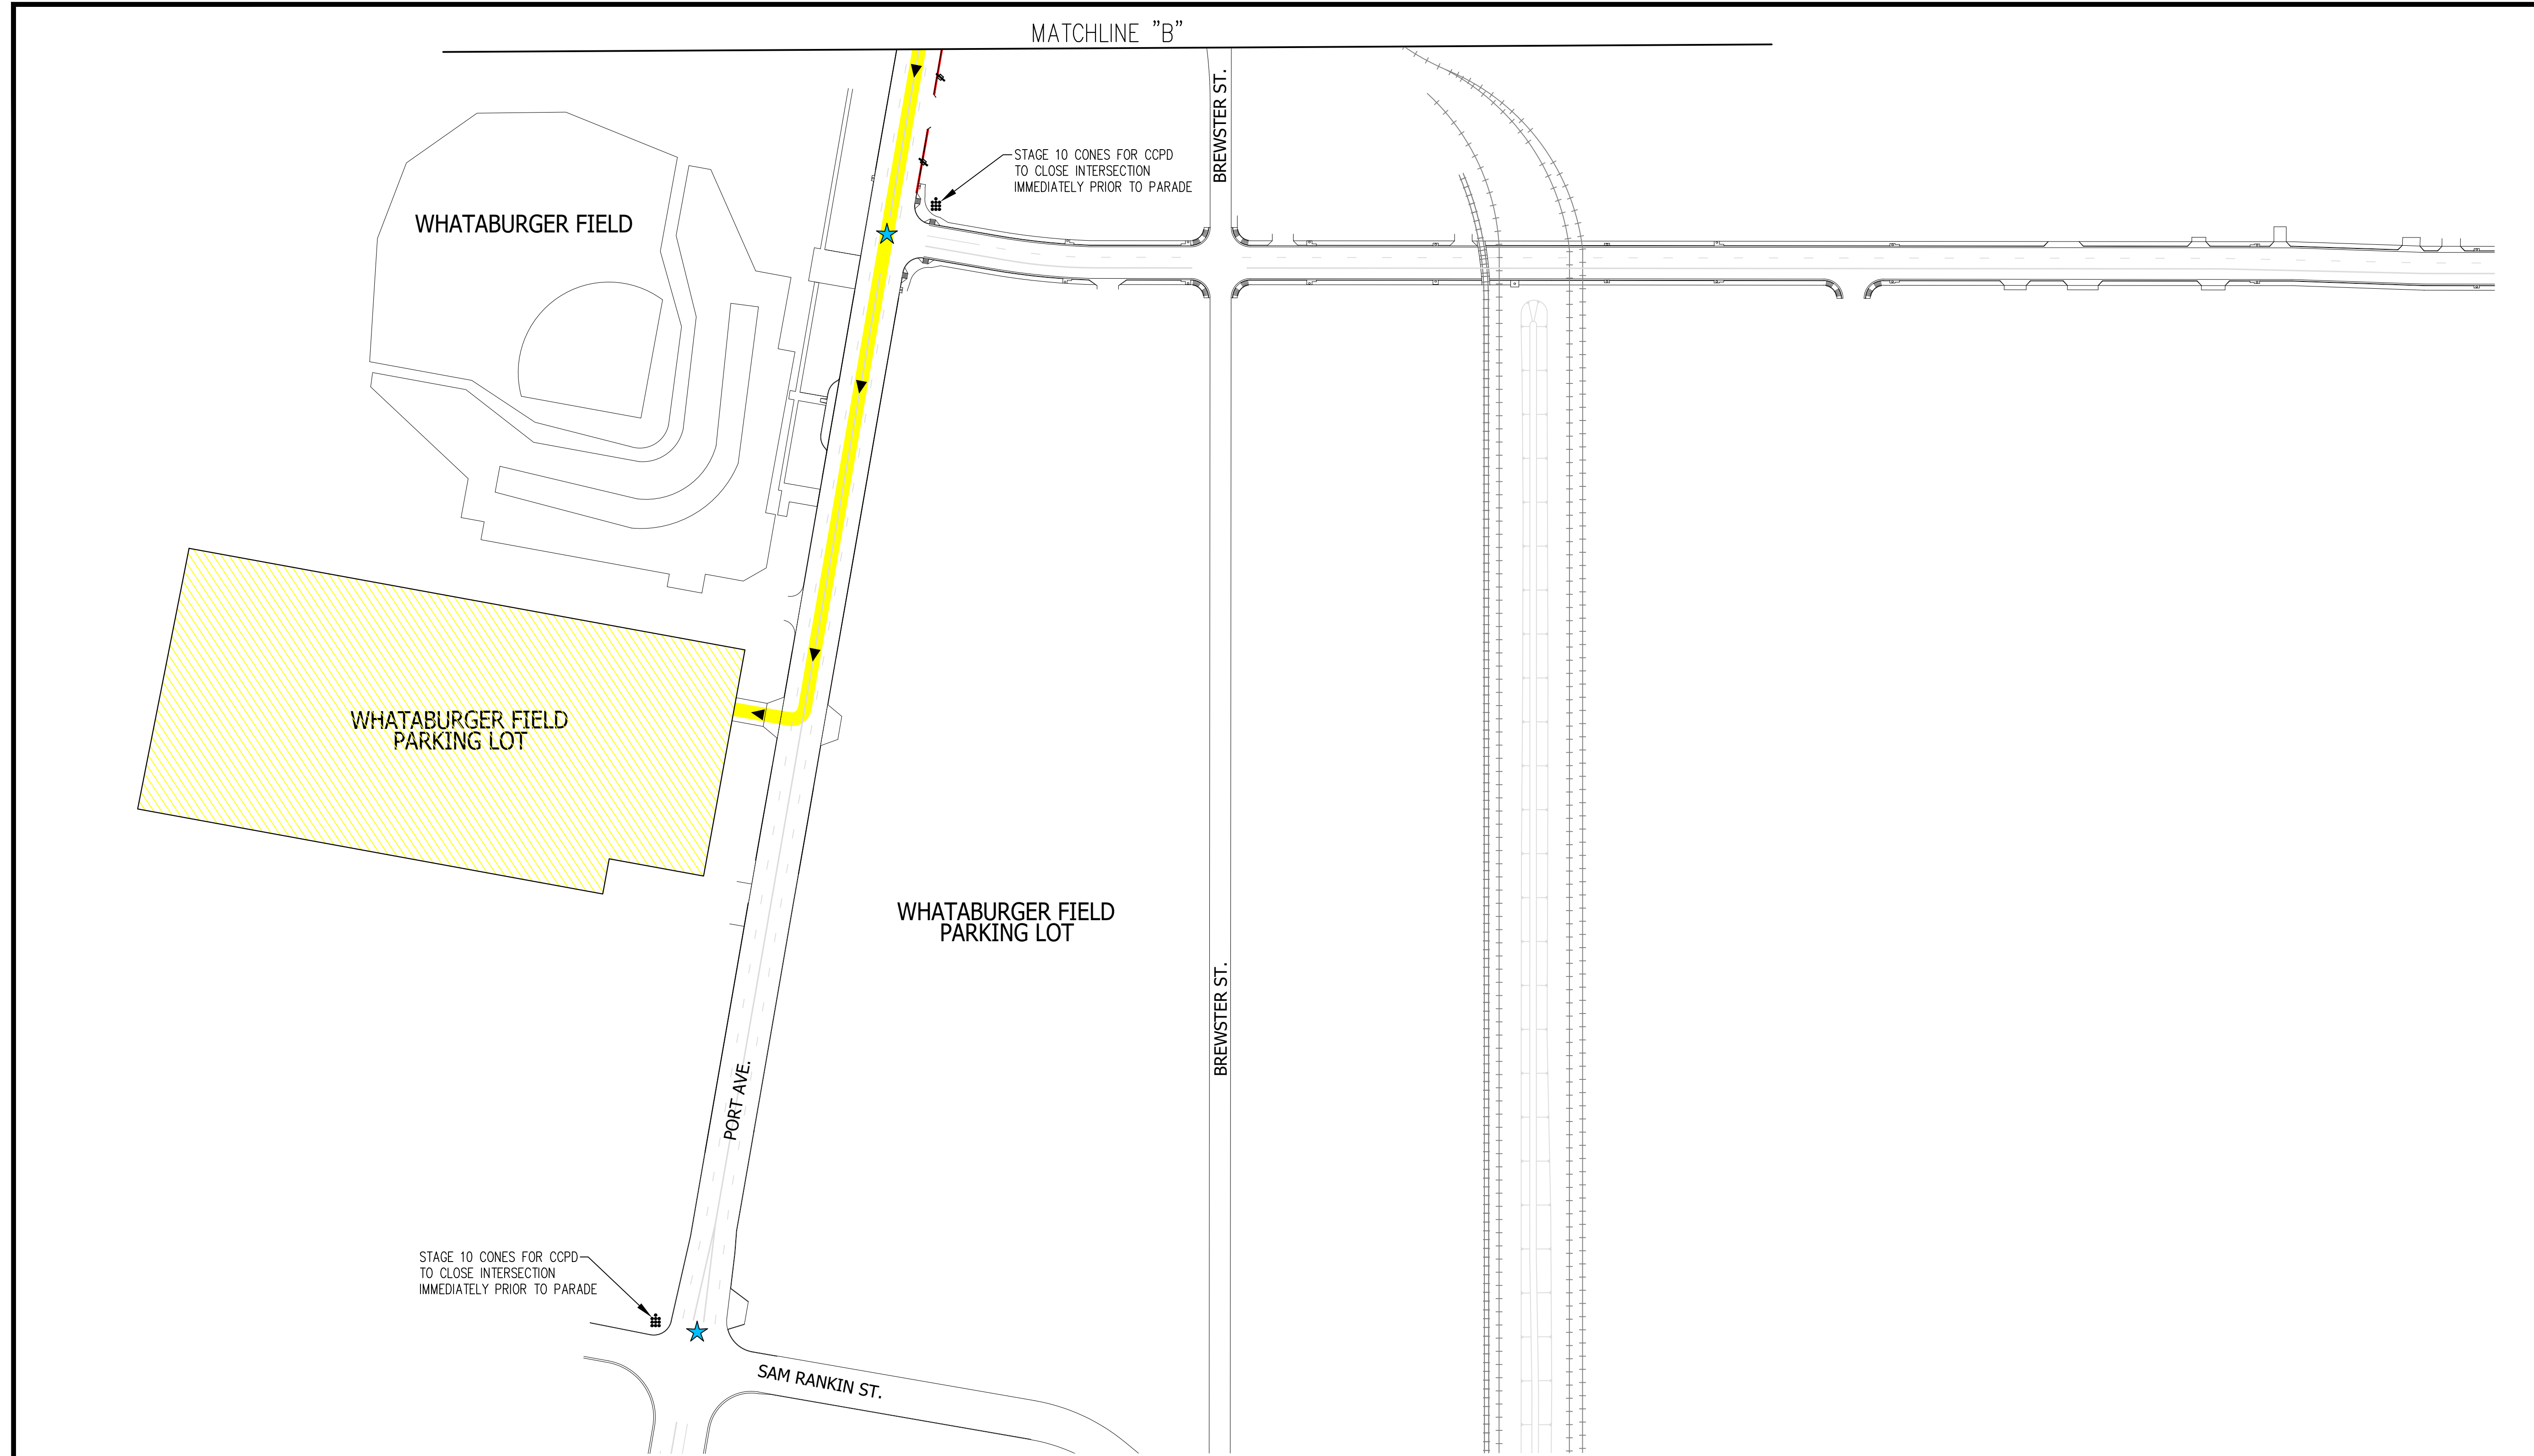 MATCHLINE "B"
BREWSTER ST.
STAGE 10 CONES FOR CCPD
TO CLOSE INTERSECTION
IMMEDIATELY PRIOR TO PARADE
WHATABURGER FIELD
WHATABURGER FIELD
PARKING LOT
WHATABURGER FIELD
PARKING LOT
BREWSTER ST.
PORT AVE.
STAGE 10 CONES FOR CCPD
TO CLOSE INTERSECTION
IMMEDIATELY PRIOR TO PARADE
SAM RANKIN ST.